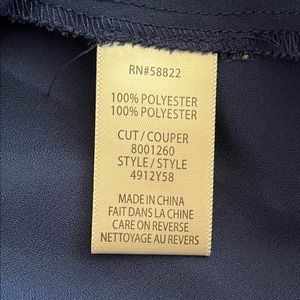 RN#58822
100% POLYESTER
100% POLYESTER
CUT / COUPER
8001260
STYLE / STYLE
4912Y58
MADE IN CHINA
FAIT DANS LA CHINE
CARE ON REVERSE
NETTOYAGE AU REVERS